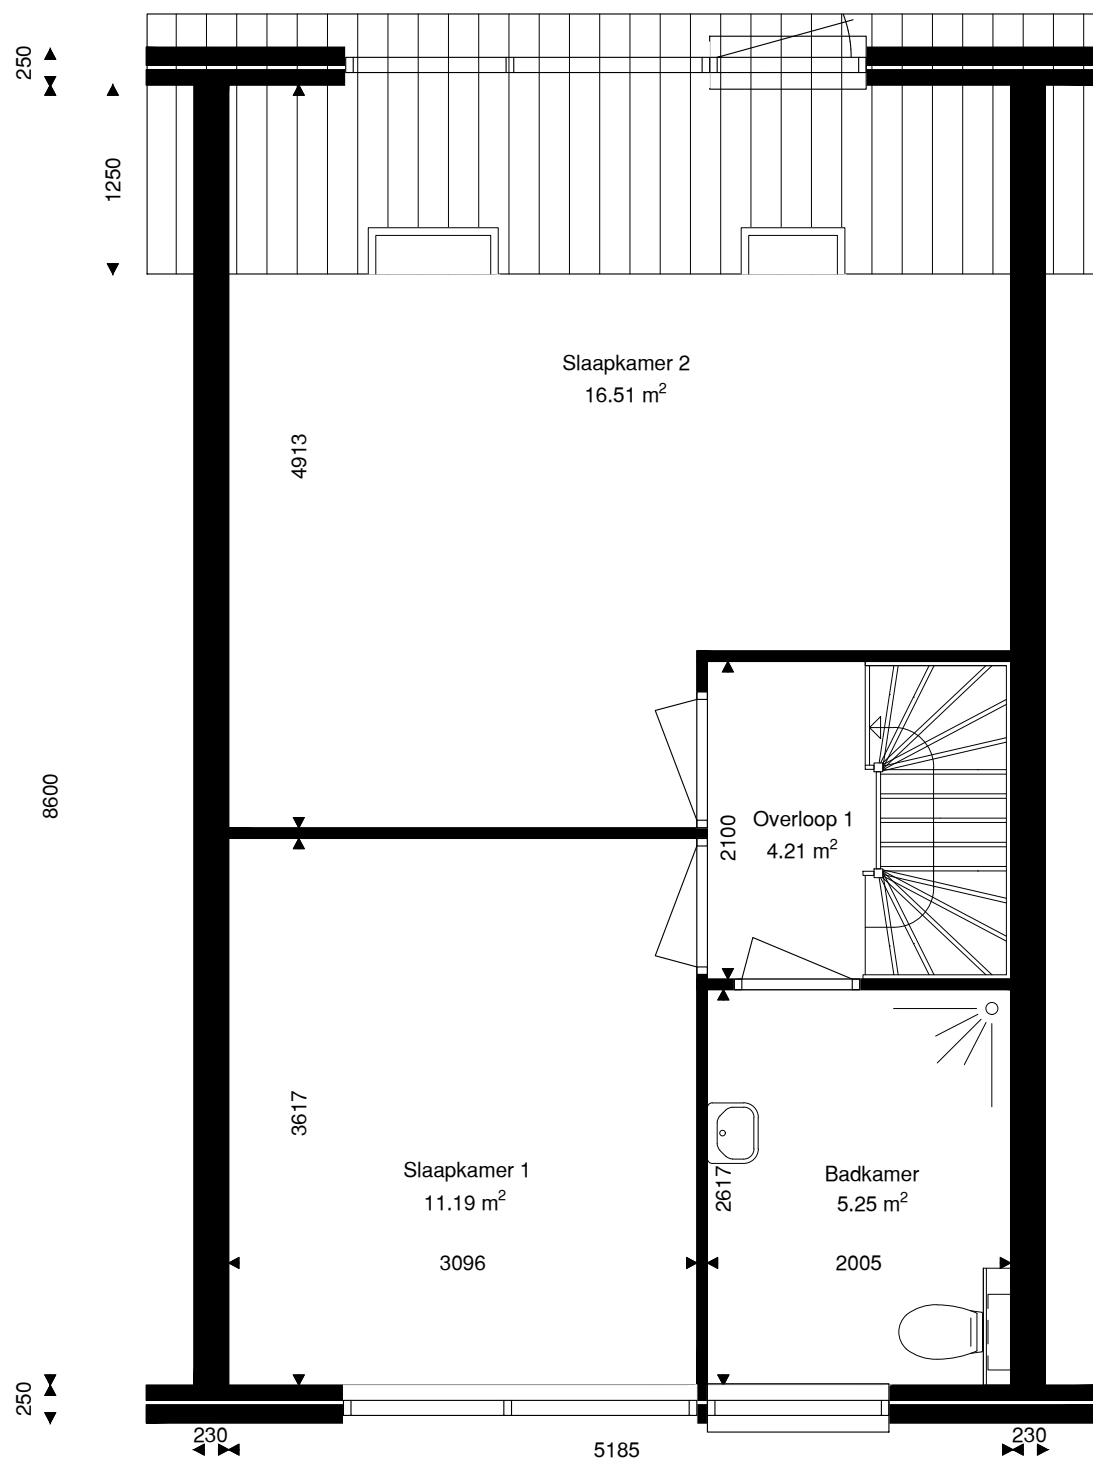 250
1250
Slaapkamer 2
16.51 m²
4913
8600
2100
Overloop 1
4.21 m²
3617
Slaapkamer 1
11.19 m²
2617
Badkamer
5.25 m²
3096
2005
250
230
5185
230